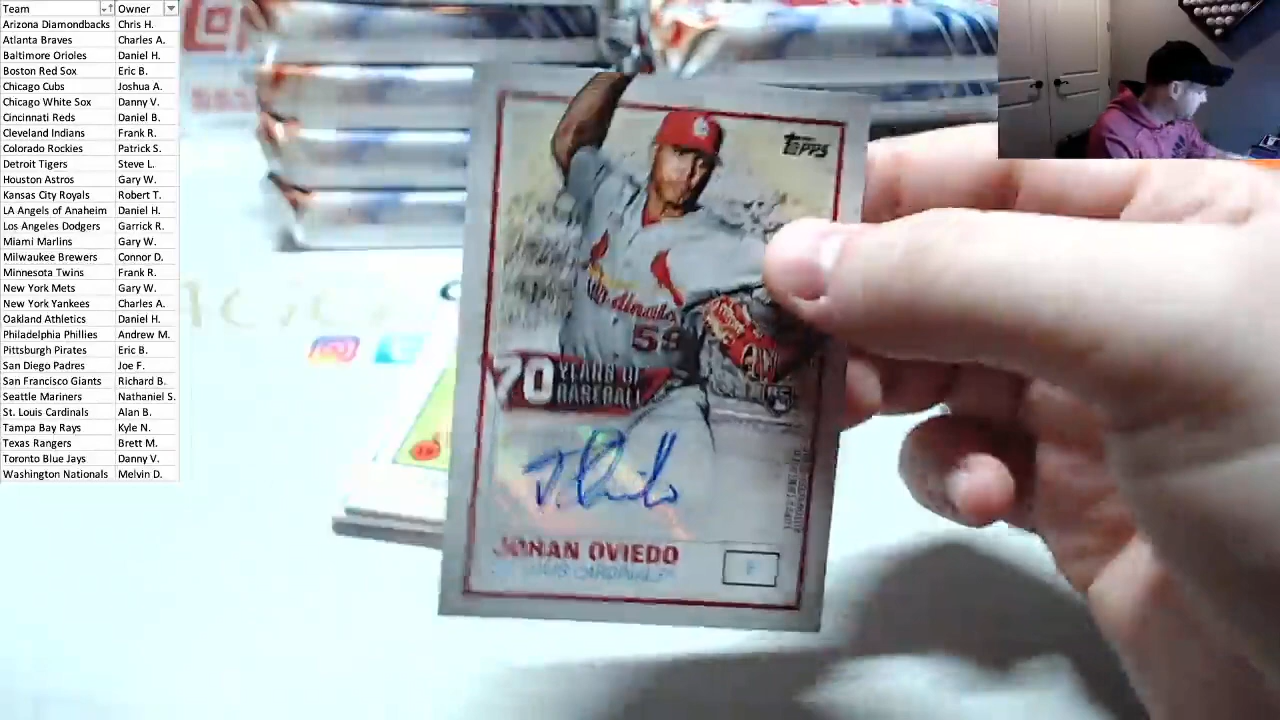 Team Owner
Arizona Diamondbacks Chris H.
Atlanta Braves Charles A.
Baltimore Orioles Daniel H.
Boston Red Sox Eric B.
Chicago Cubs Joshua A.
Chicago White Sox Danny V.
Cincinnati Reds Daniel B.
Cleveland Indians Frank R.
Colorado Rockies Patrick S.
Detroit Tigers Steve L.
Houston Astros Gary W.
Kansas City Royals Robert T.
LA Angels of Anaheim Daniel H.
Los Angeles Dodgers Garrick R.
Miami Marlins Gary W.
Milwaukee Brewers Connor D.
Minnesota Twins Frank R.
New York Mets Gary W.
New York Yankees Charles A.
Oakland Athletics Daniel H.
Philadelphia Phillies Andrew M.
Pittsburgh Pirates Eric B.
San Diego Padres Joe F.
San Francisco Giants Richard B.
Seattle Mariners Nathaniel S.
St. Louis Cardinals Alan B.
Tampa Bay Rays Kyle N.
Texas Rangers Brett M.
Toronto Blue Jays Danny V.
Washington Nationals Melvin D.
TOPPS
70 YEARS OF
BASEBALL
J. Oviedo
JOHAN OVIEDO
ST. LOUIS CARDINALS
P